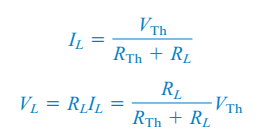 I_L = V_Th / (R_Th + R_L)
V_L = R_L I_L = R_L / (R_Th + R_L) V_Th